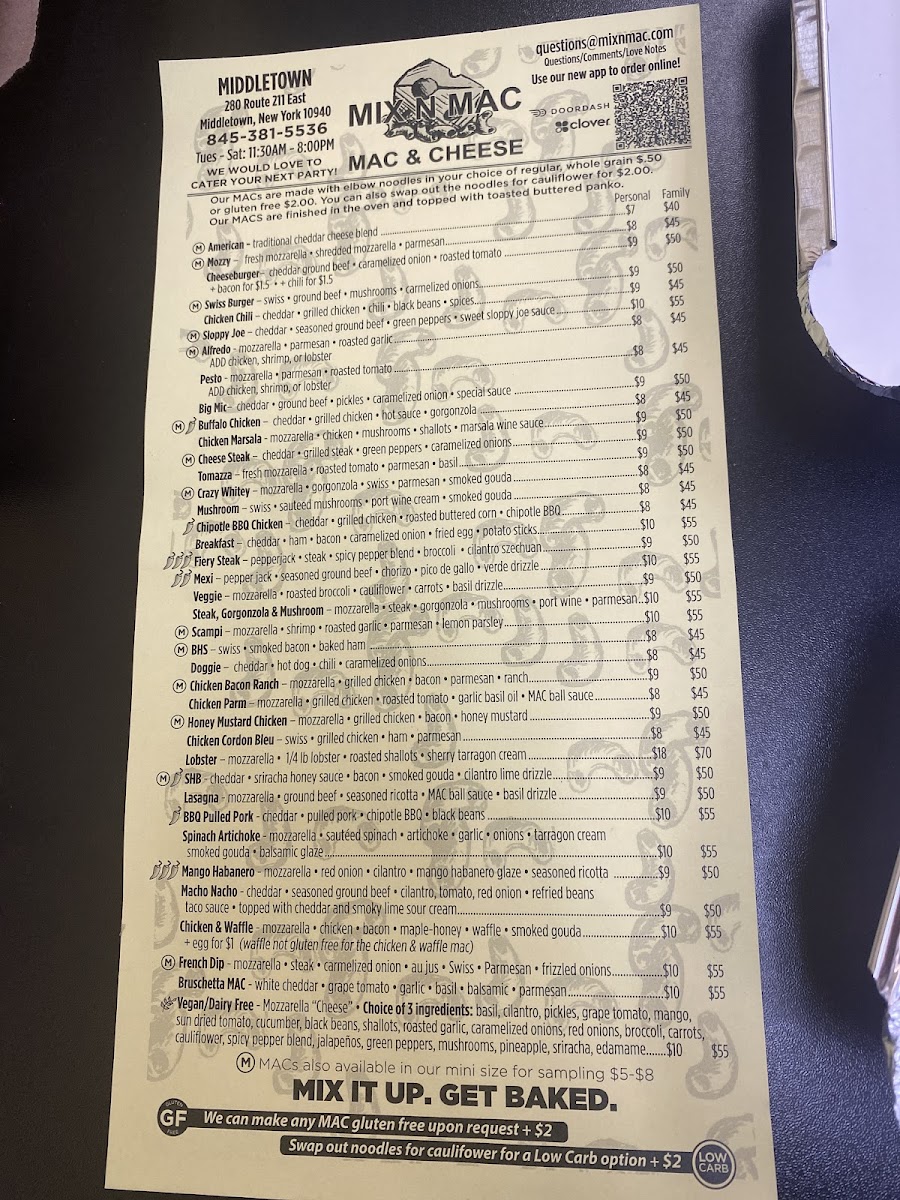 MIDDLETOWN
280 Route 211 East
Middletown, New York 10940
845-381-5536
Tues - Sat: 11:30AM - 8:00PM
WE WOULD LOVE TO
CATER YOUR NEXT PARTY!
MIX N MAC
MAC & CHEESE
questions@mixnmac.com
Questions/Comments/Love Notes
Use our new app to order online!
DOORDASH
clover
Our MACs are made with elbow noodles in your choice of regular, whole grain $.50
or gluten free $2.00. You can also swap out the noodles for cauliflower for $2.00.
Our MACS are finished in the oven and topped with toasted buttered panko.
Personal Family
M American - traditional cheddar cheese blend $7 $40
M Mozzy - fresh mozzarella • shredded mozzarella • parmesan $8 $45
Cheeseburger- cheddar ground beef • caramelized onion • roasted tomato $9 $50
+ bacon for $1.5 • + chili for $1.5
M Swiss Burger – swiss • ground beef • mushrooms • carmelized onions $9 $50
Chicken Chili - cheddar • grilled chicken • chili • black beans • spices $9 $45
M Sloppy Joe - cheddar • seasoned ground beef • green peppers • sweet sloppy joe sauce $10 $55
M Alfredo - mozzarella • parmesan • roasted garlic $8 $45
ADD chicken, shrimp, or lobster
Pesto - mozzarella • parmesan • roasted tomato $8 $45
ADD chicken, shrimp, or lobster
Big Mic- cheddar • ground beef • pickles • caramelized onion • special sauce $9 $50
M Buffalo Chicken – cheddar • grilled chicken • hot sauce • gorgonzola $8 $45
Chicken Marsala - mozzarella • chicken • mushrooms • shallots • marsala wine sauce $9 $50
M Cheese Steak – cheddar • grilled steak • green peppers • caramelized onions $9 $50
Tomazza – fresh mozzarella • roasted tomato • parmesan • basil $9 $50
M Crazy Whitey – mozzarella • gorgonzola • swiss • parmesan • smoked gouda $8 $45
Mushroom – swiss • sauteed mushrooms • port wine cream • smoked gouda $8 $45
Chipotle BBQ Chicken – cheddar • grilled chicken • roasted buttered corn • chipotle BBQ $8 $45
Breakfast – cheddar • ham • bacon • caramelized onion • fried egg • potato sticks $10 $55
Fiery Steak – pepperjack • steak • spicy pepper blend • broccoli • cilantro szechuan $9 $50
Mexi – pepper jack • seasoned ground beef • chorizo • pico de gallo • verde drizzle $10 $55
Veggie – mozzarella • roasted broccoli • cauliflower • carrots • basil drizzle $9 $50
Steak, Gorgonzola & Mushroom – mozzarella • steak • gorgonzola • mushrooms • port wine • parmesan $10 $55
M Scampi – mozzarella • shrimp • roasted garlic • parmesan • lemon parsley $10 $55
M BHS – swiss • smoked bacon • baked ham $8 $45
Doggie – cheddar • hot dog • chili • caramelized onions $8 $45
M Chicken Bacon Ranch – mozzarella • grilled chicken • bacon • parmesan • ranch $9 $50
Chicken Parm – mozzarella • grilled chicken • roasted tomato • garlic basil oil • MAC ball sauce $8 $45
M Honey Mustard Chicken – mozzarella • grilled chicken • bacon • honey mustard $9 $50
Chicken Cordon Bleu – swiss • grilled chicken • ham • parmesan $8 $45
Lobster – mozzarella • 1/4 lb lobster • roasted shallots • sherry tarragon cream $18 $70
M SHB – cheddar • sriracha honey sauce • bacon • smoked gouda • cilantro lime drizzle $9 $50
Lasagna - mozzarella • ground beef • seasoned ricotta • MAC ball sauce • basil drizzle $9 $50
BBQ Pulled Pork - cheddar • pulled pork • chipotle BBQ • black beans $10 $55
Spinach Artichoke - mozzarella • sautéed spinach • artichoke • garlic • onions • tarragon cream
smoked gouda • balsamic glaze $10 $55
Mango Habanero - mozzarella • red onion • cilantro • mango habanero glaze • seasoned ricotta $9 $50
Macho Nacho - cheddar • seasoned ground beef • cilantro, tomato, red onion • refried beans
taco sauce • topped with cheddar and smoky lime sour cream $9 $50
Chicken & Waffle - mozzarella • chicken • bacon • maple-honey • waffle • smoked gouda $10 $55
+ egg for $1 (waffle not gluten free for the chicken & waffle mac)
M French Dip - mozzarella • steak • carmelized onion • au jus • Swiss • Parmesan • frizzled onions $10 $55
Bruschetta MAC - white cheddar • grape tomato • garlic • basil • balsamic • parmesan $10 $55
Vegan/Dairy Free - Mozzarella "Cheese" • Choice of 3 ingredients: basil, cilantro, pickles, grape tomato, mango,
sun dried tomato, cucumber, black beans, shallots, roasted garlic, caramelized onions, red onions, broccoli, carrots,
cauliflower, spicy pepper blend, jalapeños, green peppers, mushrooms, pineapple, sriracha, edamame $10 $55
M MACs also available in our mini size for sampling $5-$8
MIX IT UP. GET BAKED.
GLUTEN GF FREE We can make any MAC gluten free upon request + $2
Swap out noodles for caulifower for a Low Carb option + $2 LOW CARB